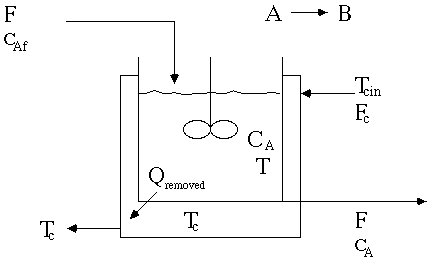 F
C_Af
A → B
T_cin
F_c
C_A
T
Q_removed
T_c
T_c
F
C_A